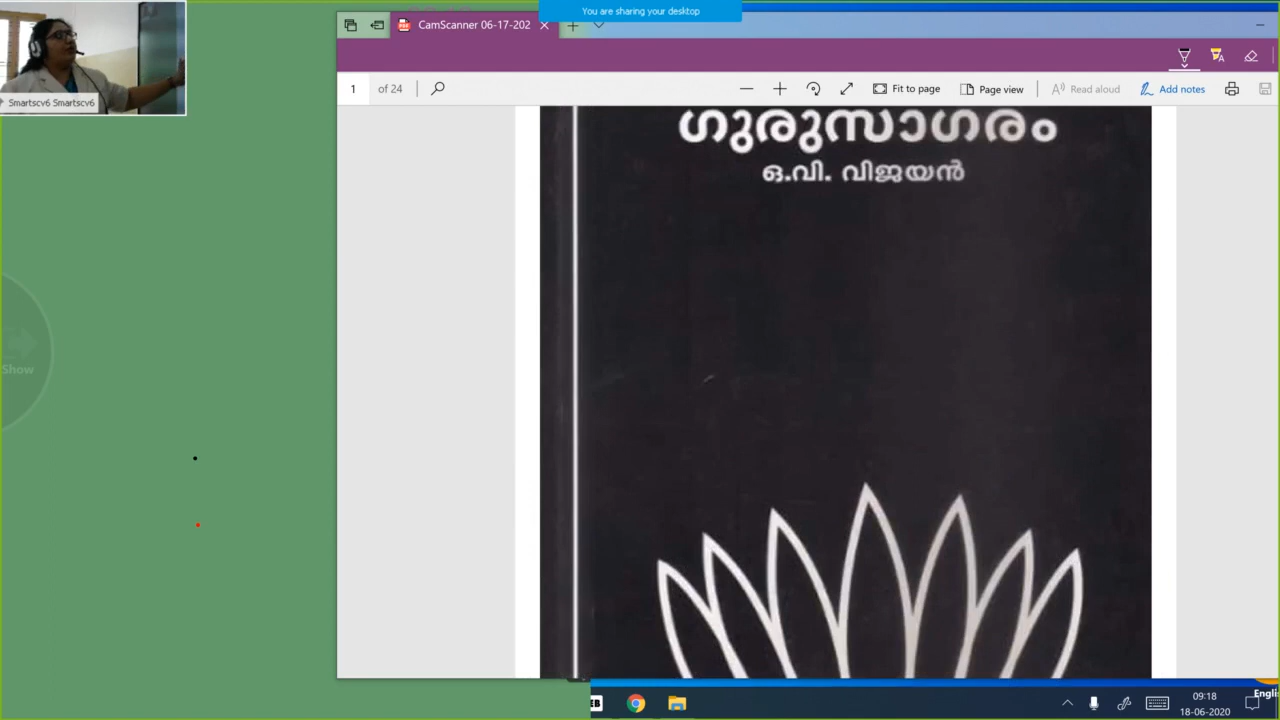 You are sharing your desktop
CamScanner 06-17-202
Smartscv6 Smartscv6
1 of 24
Fit to page
Page view
Read aloud
Add notes
ഗുരുസാഗരം
ഒ.വി. വിജയൻ
Show
EB
09:18
18-06-2020
Engli